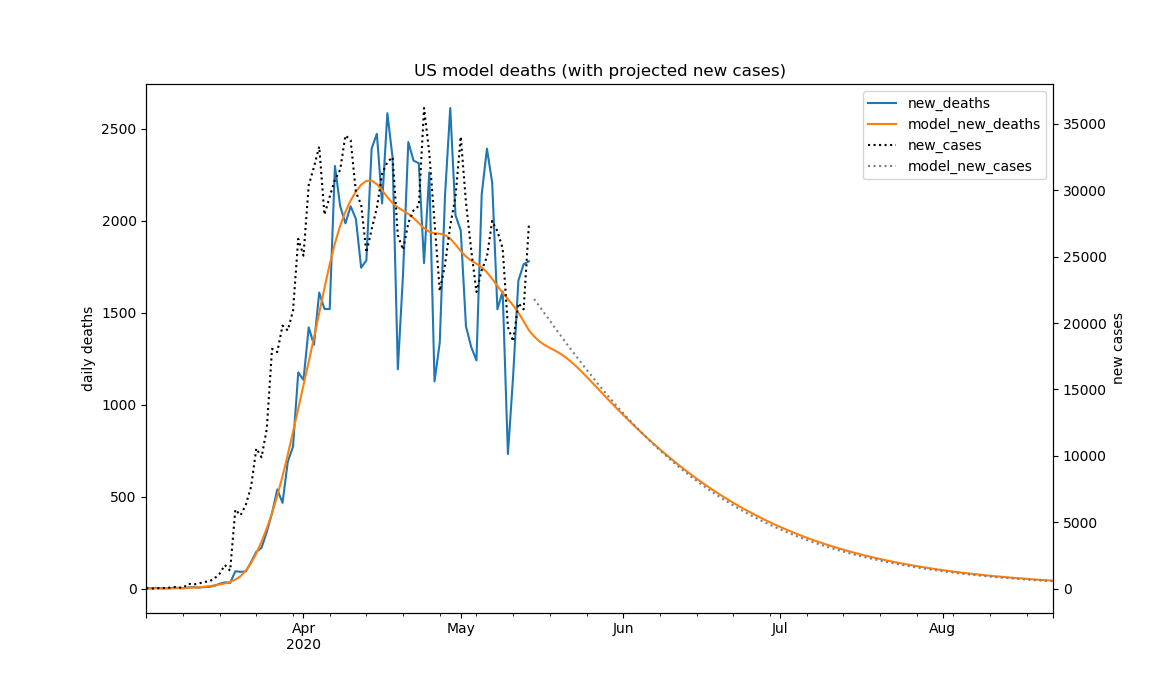 US model deaths (with projected new cases)
new_deaths
model_new_deaths
new_cases
model_new_cases
daily deaths
2500
2000
1500
1000
500
0
35000
30000
25000
20000
15000
10000
5000
0
new cases
Apr
2020
May
Jun
Jul
Aug